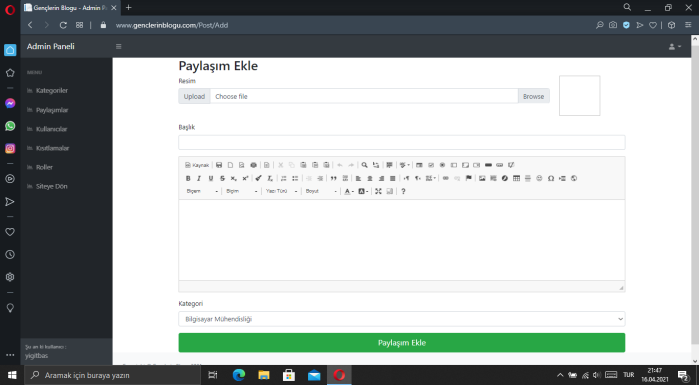 Gençlerin Blogu - Admin P
www.genclerinblogu.com/Post/Add
Admin Paneli
MENU
Kategoriler
Paylaşımlar
Kullanıcılar
Kısıtlamalar
Roller
Siteye Dön
Şu an ki kullanıcı :
yigitbas
Paylaşım Ekle
Resim
Upload Choose file Browse
Başlık
Kaynak
Biçem Biçim Yazı Türü Boyut
Kategori
Bilgisayar Mühendisliği
Paylaşım Ekle
Aramak için buraya yazın
TUR
21:47
16.04.2021